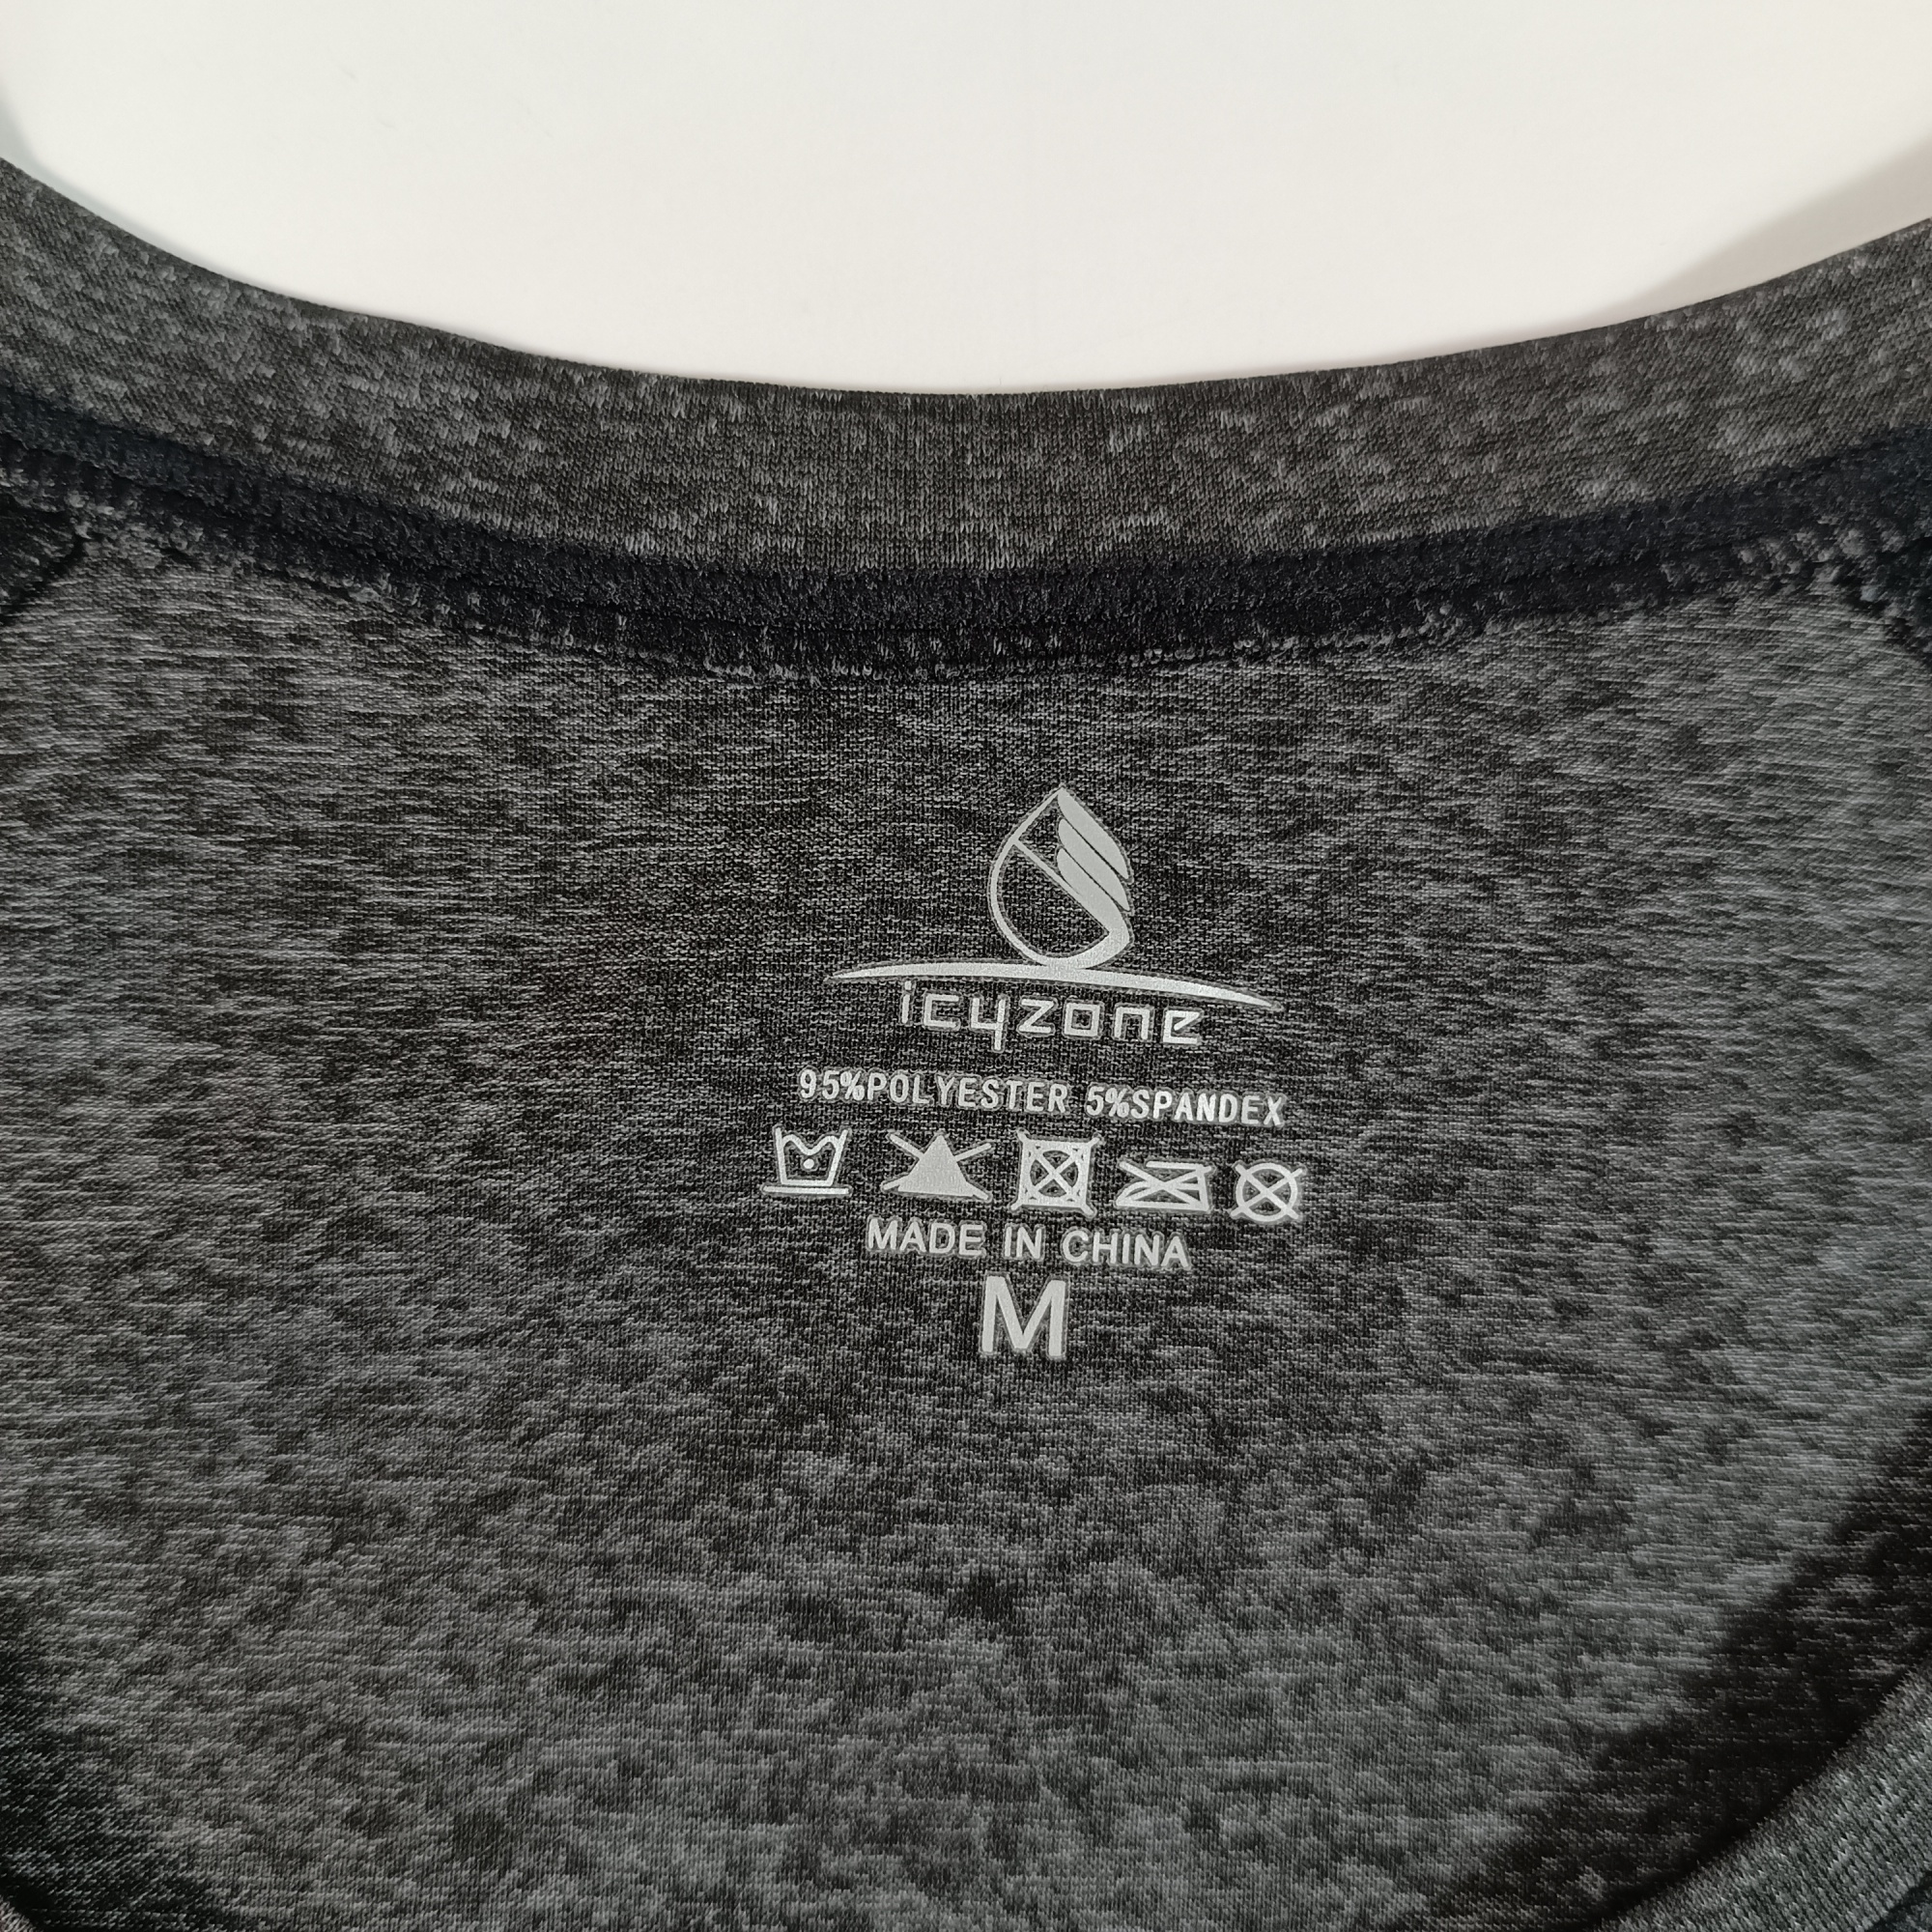 icyzone
95%POLYESTER 5%SPANDEX
MADE IN CHINA
M